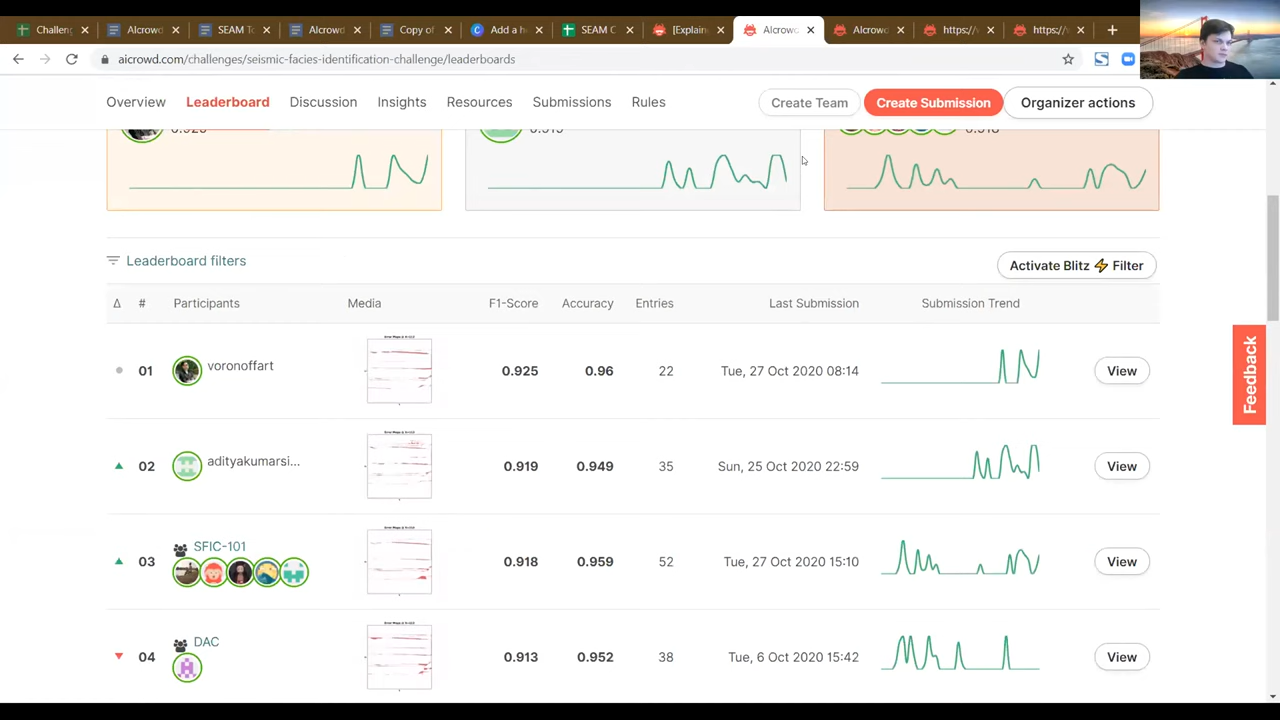 Challeng
AIcrowd
SEAM T
AIcrowd
Copy of
Add a h
SEAM C
[Explain
AIcrowd
AIcrowd
https://
https://
aicrowd.com/challenges/seismic-facies-identification-challenge/leaderboards
Overview
Leaderboard
Discussion
Insights
Resources
Submissions
Rules
Create Team
Create Submission
Organizer actions
Leaderboard filters
Activate Blitz ⚡ Filter
Δ # Participants Media F1-Score Accuracy Entries Last Submission Submission Trend
01 voronoffart 0.925 0.96 22 Tue, 27 Oct 2020 08:14 View
02 adityakumarsi... 0.919 0.949 35 Sun, 25 Oct 2020 22:59 View
03 SFIC-101 0.918 0.959 52 Tue, 27 Oct 2020 15:10 View
04 DAC 0.913 0.952 38 Tue, 6 Oct 2020 15:42 View
Feedback